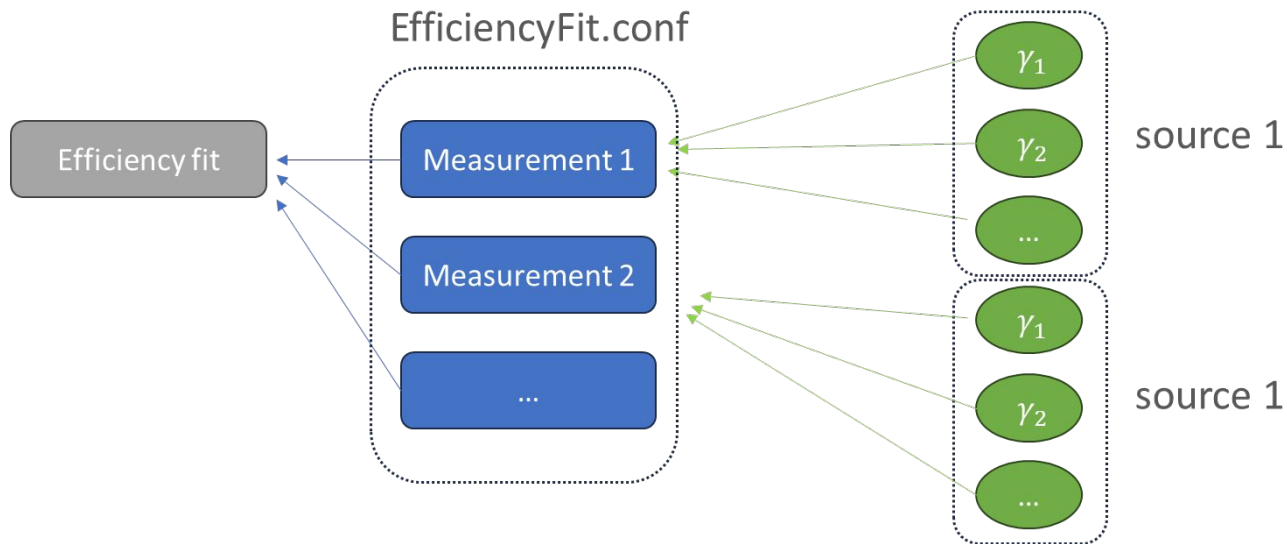 EfficiencyFit.conf
Efficiency fit
Measurement 1
Measurement 2
...
γ₁
γ₂
...
source 1
γ₁
γ₂
...
source 1